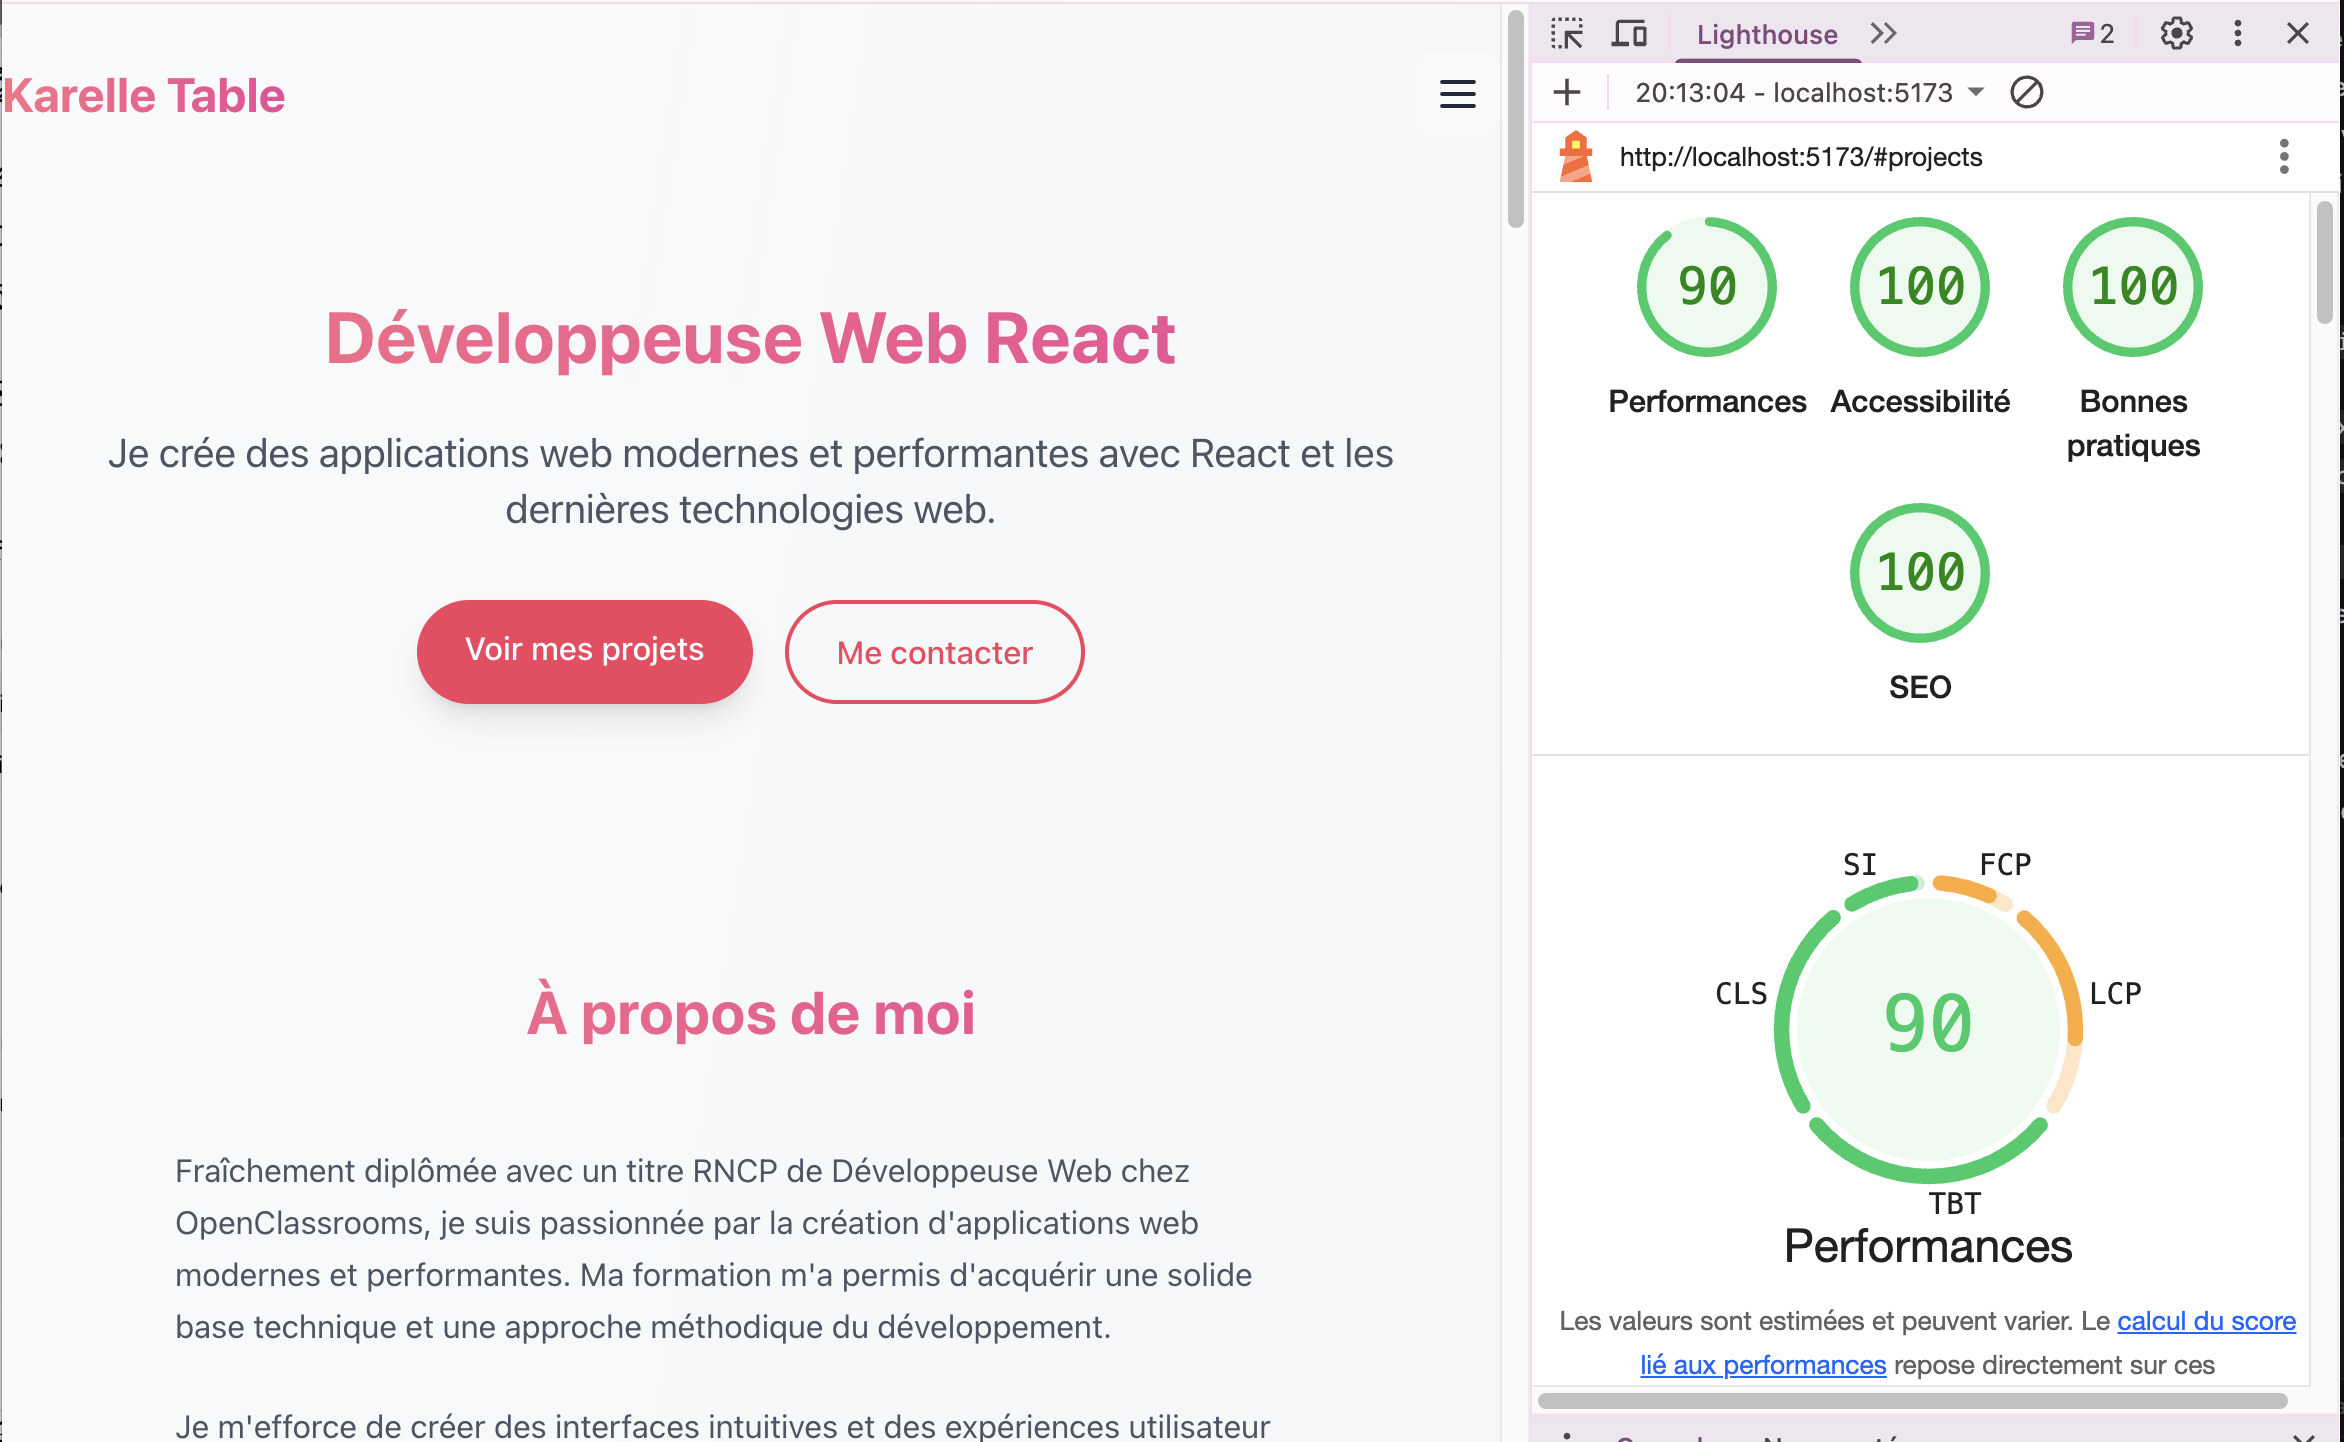 Karelle Table
Développeuse Web React
Je crée des applications web modernes et performantes avec React et les
dernières technologies web.
Voir mes projets
Me contacter
À propos de moi
Fraîchement diplômée avec un titre RNCP de Développeuse Web chez
OpenClassrooms, je suis passionnée par la création d'applications web
modernes et performantes. Ma formation m'a permis d'acquérir une solide
base technique et une approche méthodique du développement.
Je m'efforce de créer des interfaces intuitives et des expériences utilisateur
Lighthouse
2
20:13:04 - localhost:5173
http://localhost:5173/#projects
90
Performances
100
Accessibilité
100
Bonnes
pratiques
100
SEO
SI
FCP
CLS
LCP
90
TBT
Performances
Les valeurs sont estimées et peuvent varier. Le calcul du score
lié aux performances repose directement sur ces